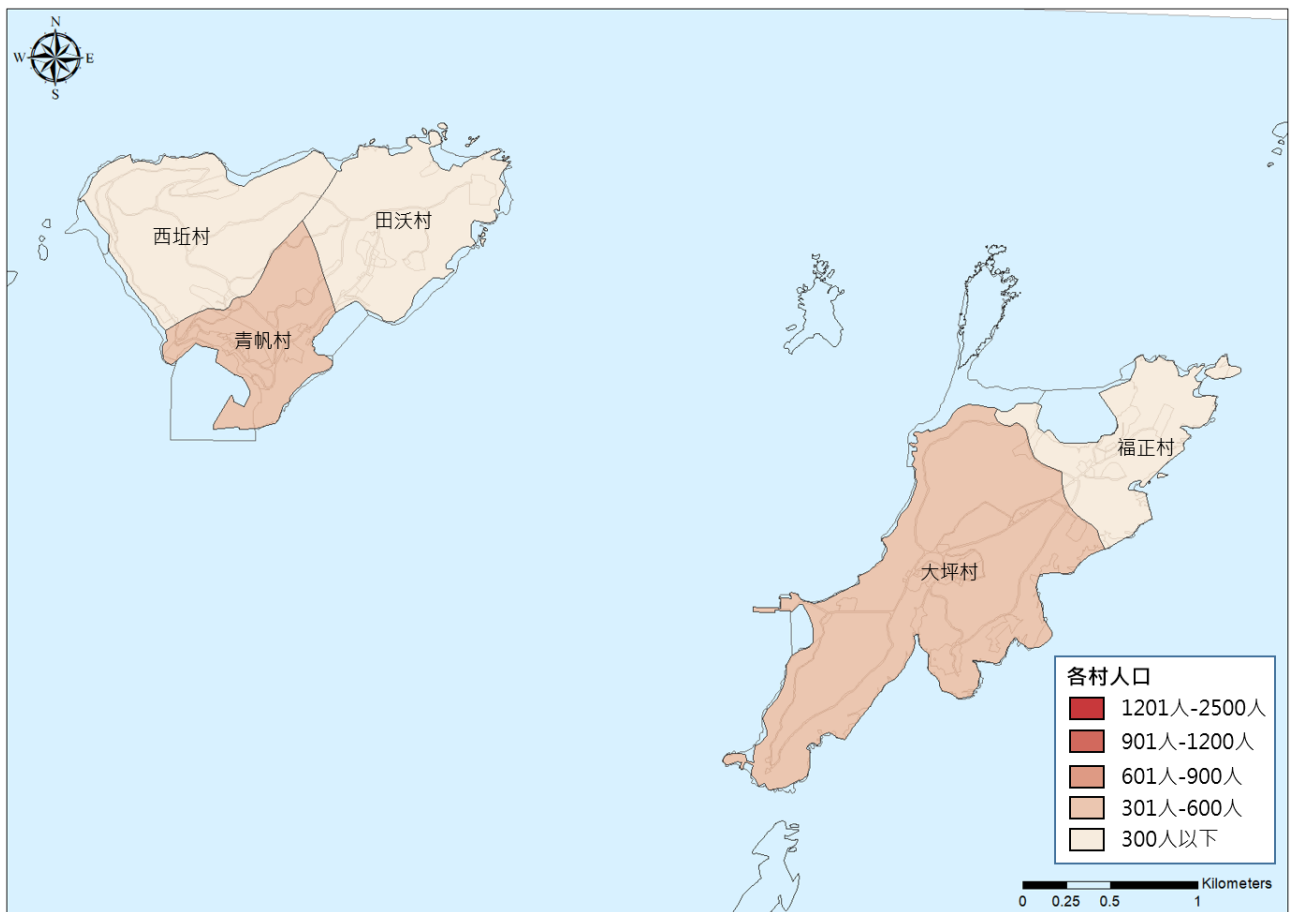 N
W E
S
西坵村
田沃村
青帆村
福正村
大坪村
各村人口
1201人-2500人
901人-1200人
601人-900人
301人-600人
300人以下
Kilometers
0 0.25 0.5 1